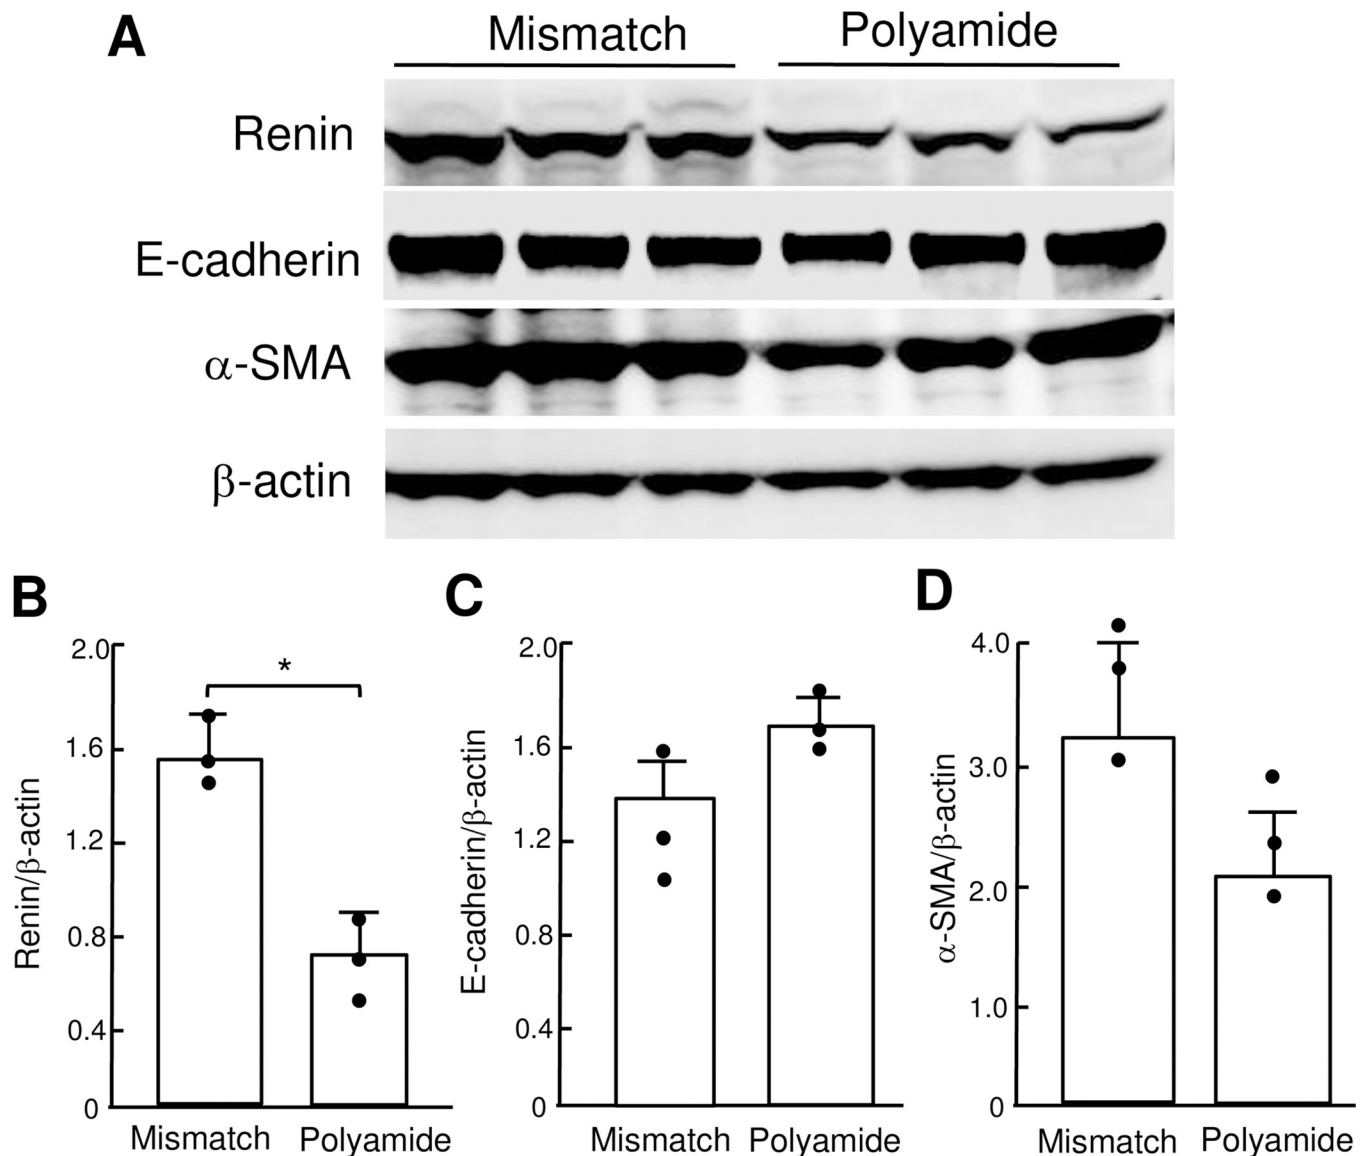 A
Mismatch Polyamide
Renin
E-cadherin
α-SMA
β-actin
B
2.0
1.6
1.2
0.8
0.4
0
Renin/β-actin
*
Mismatch Polyamide
C
2.0
1.6
1.2
0.8
0.4
0
E-cadherin/β-actin
Mismatch Polyamide
D
4.0
3.0
2.0
1.0
0
α-SMA/β-actin
Mismatch Polyamide